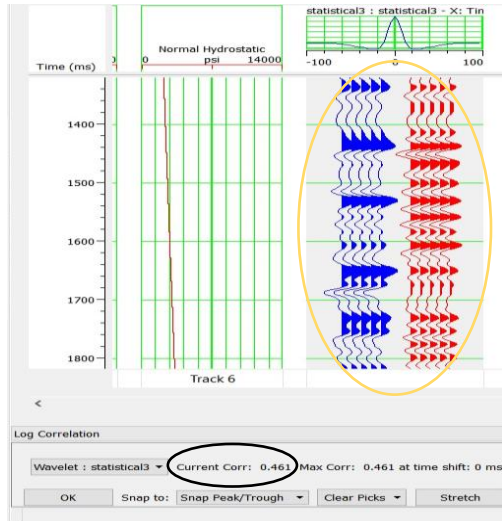 statistical3 : statistical3 - X: Tin
Normal Hydrostatic
Time (ms) 0 psi 14000 -100 0 100
1400
1500
1600
1700
1800
Track 6
<
Log Correlation
Wavelet : statistical3 Current Corr: 0.461 Max Corr: 0.461 at time shift: 0 ms
OK Snap to: Snap Peak/Trough Clear Picks Stretch